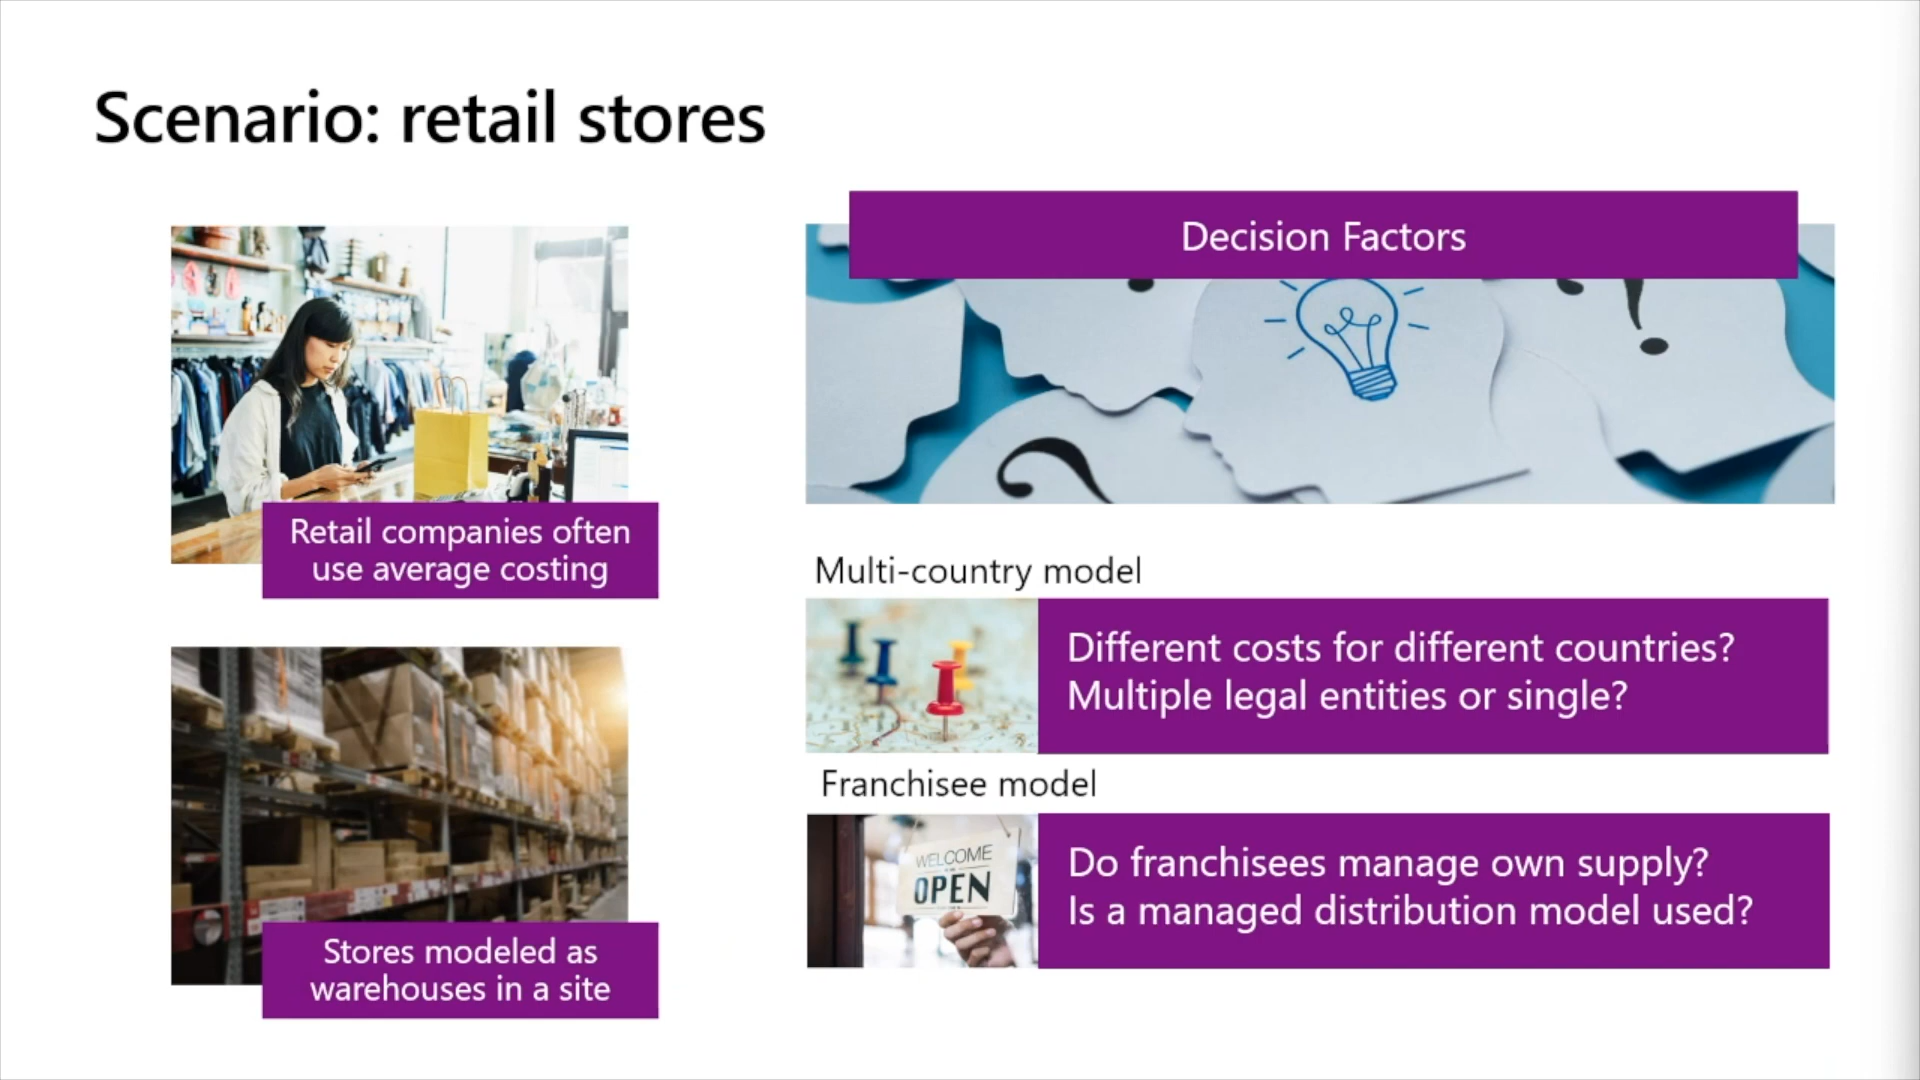 Scenario: retail stores
Retail companies often
use average costing
Stores modeled as
warehouses in a site
Decision Factors
Multi-country model
Different costs for different countries?
Multiple legal entities or single?
Franchisee model
WELCOME
OPEN
Do franchisees manage own supply?
Is a managed distribution model used?